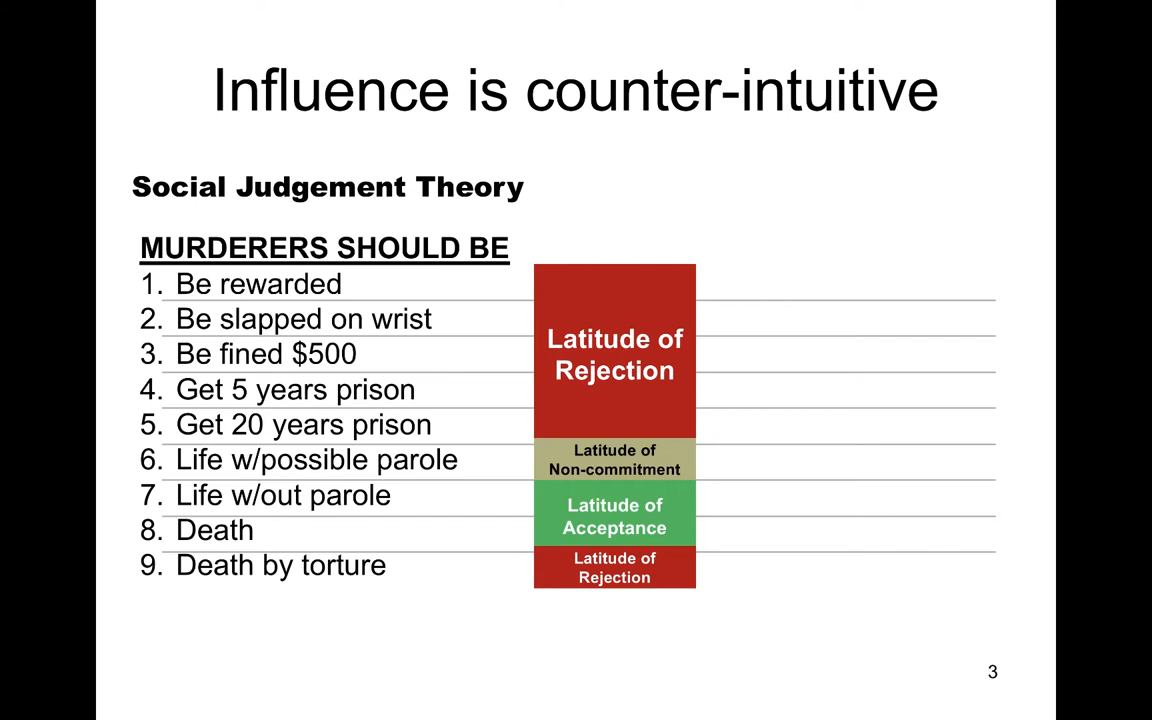 Influence is counter-intuitive
Social Judgement Theory
MURDERERS SHOULD BE
1. Be rewarded
2. Be slapped on wrist
3. Be fined $500
4. Get 5 years prison
5. Get 20 years prison
6. Life w/possible parole
7. Life w/out parole
8. Death
9. Death by torture
Latitude of
Rejection
Latitude of
Non-commitment
Latitude of
Acceptance
Latitude of
Rejection
3